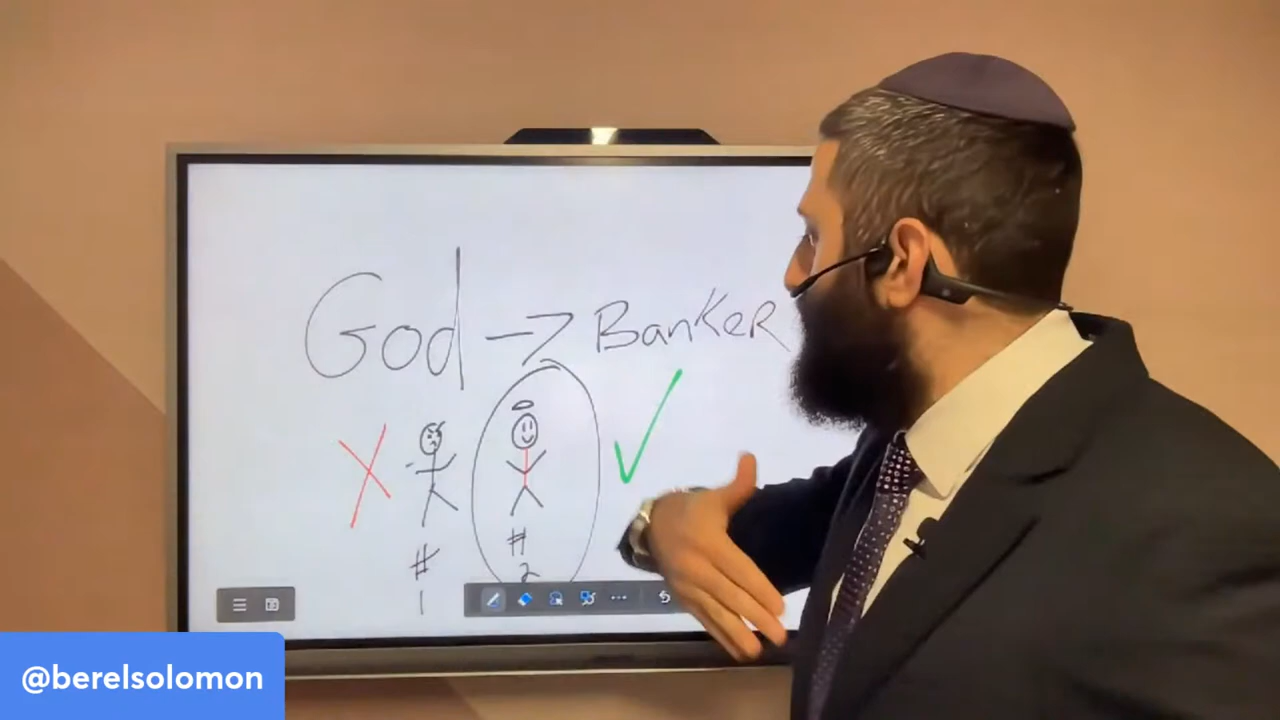 God → Banker
X
✓
#
1
#
2
@berelsolomon